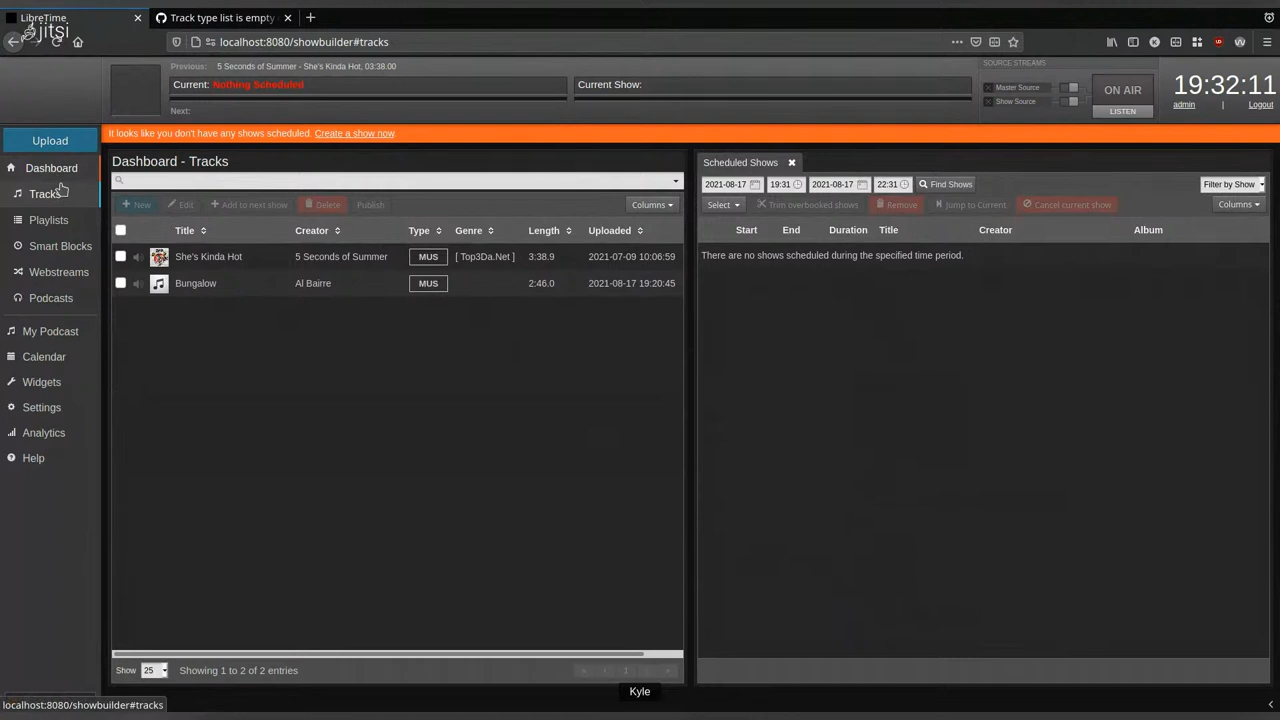 LibreTime
Track type list is empty
jitsi
localhost:8080/showbuilder#tracks
Previous: 5 Seconds of Summer - She's Kinda Hot, 03:38.00
Current: Nothing Scheduled
Current Show:
Next:
SOURCE STREAMS
Master Source
Show Source
ON AIR
LISTEN
19:32:11
admin | Logout
It looks like you don't have any shows scheduled. Create a show now.
Upload
Dashboard
Tracks
Playlists
Smart Blocks
Webstreams
Podcasts
My Podcast
Calendar
Widgets
Settings
Analytics
Help
Dashboard - Tracks
New Edit Add to next show Delete Publish Columns
Title Creator Type Genre Length Uploaded
She's Kinda Hot 5 Seconds of Summer MUS [ Top3Da.Net ] 3:38.9 2021-07-09 10:06:59
Bungalow Al Bairre MUS 2:46.0 2021-08-17 19:20:45
Show 25 Showing 1 to 2 of 2 entries 1
Scheduled Shows
2021-08-17 19:31 2021-08-17 22:31 Find Shows Filter by Show
Select Trim overbooked shows Remove Jump to Current Cancel current show Columns
Start End Duration Title Creator Album
There are no shows scheduled during the specified time period.
Kyle
localhost:8080/showbuilder#tracks